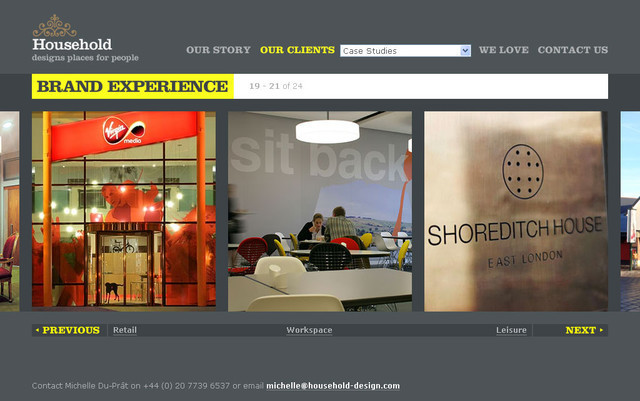 Household
designs places for people
OUR STORY OUR CLIENTS Case Studies WE LOVE CONTACT US
BRAND EXPERIENCE 19 - 21 of 24
Virgin
media
sit back
SHOREDITCH HOUSE
EAST LONDON
PREVIOUS Retail Workspace Leisure NEXT
Contact Michelle Du-Prât on +44 (0) 20 7739 6537 or email michelle@household-design.com